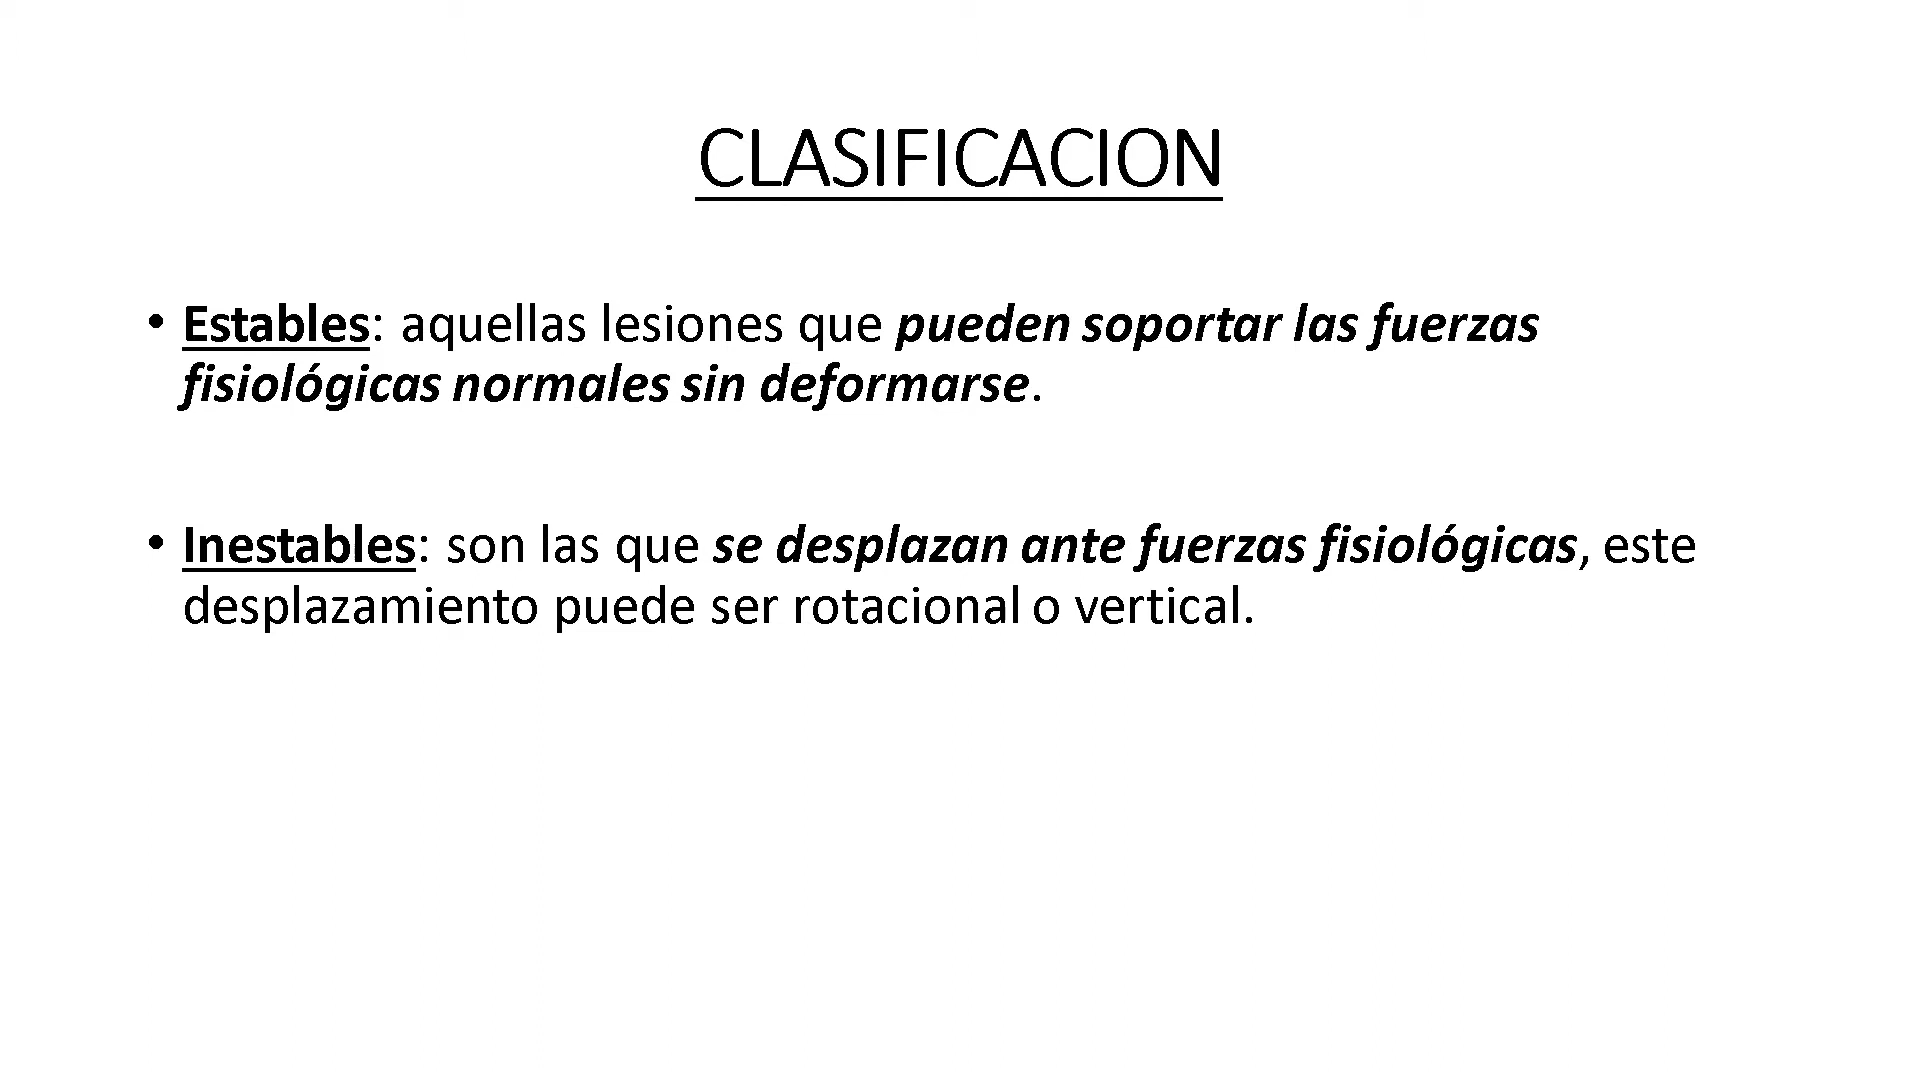 CLASIFICACION
• Estables: aquellas lesiones que pueden soportar las fuerzas
fisiológicas normales sin deformarse.
• Inestables: son las que se desplazan ante fuerzas fisiológicas, este
desplazamiento puede ser rotacional o vertical.